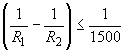 (1/R₁ − 1/R₂) ≤ 1/1500